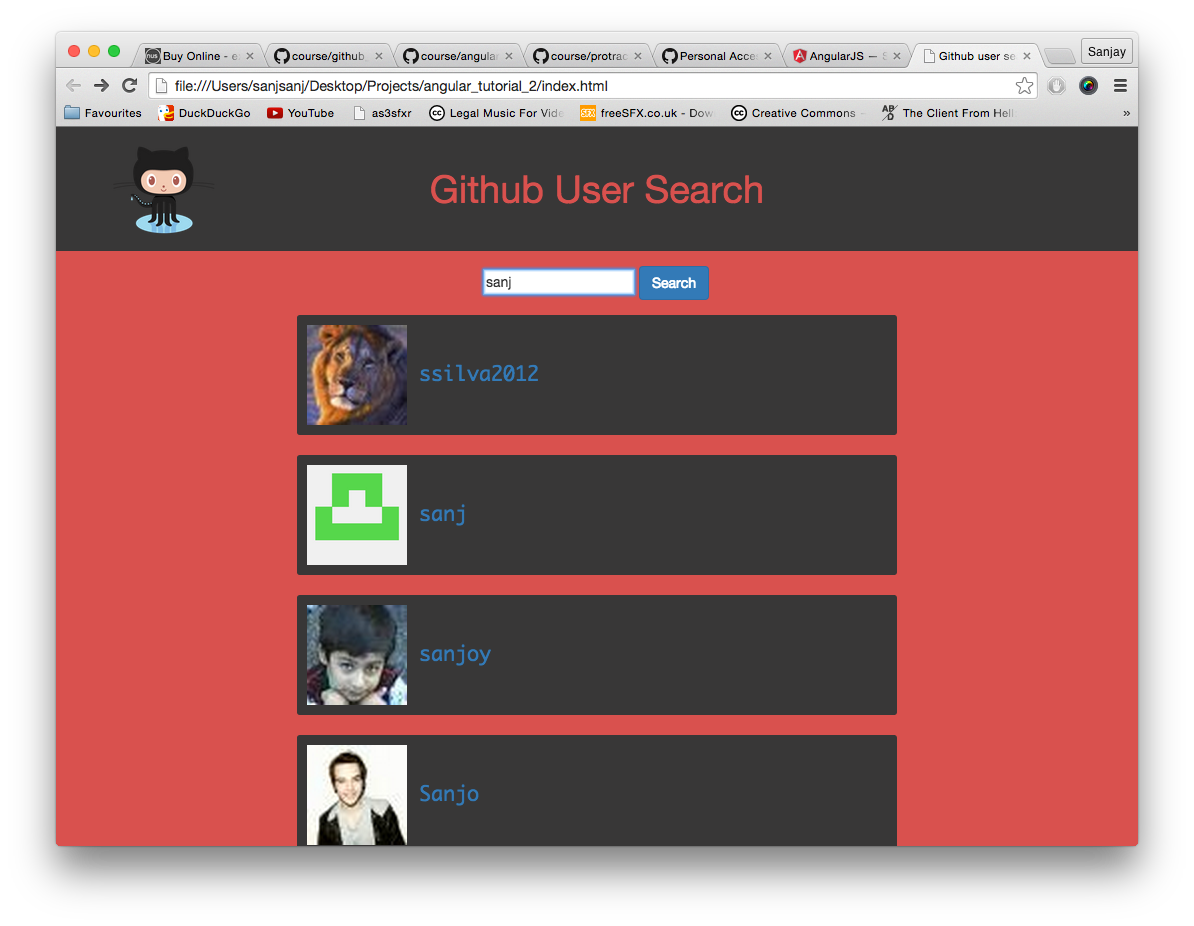 Buy Online - e
course/github
course/angular
course/protrac
Personal Acce
AngularJS — S
Github user se
Sanjay
file:///Users/sanjsanj/Desktop/Projects/angular_tutorial_2/index.html
Favourites
DuckDuckGo
YouTube
as3sfxr
Legal Music For Vide
freeSFX.co.uk - Dow
Creative Commons -
The Client From Hell
»
Github User Search
sanj
Search
ssilva2012
sanj
sanjoy
Sanjo